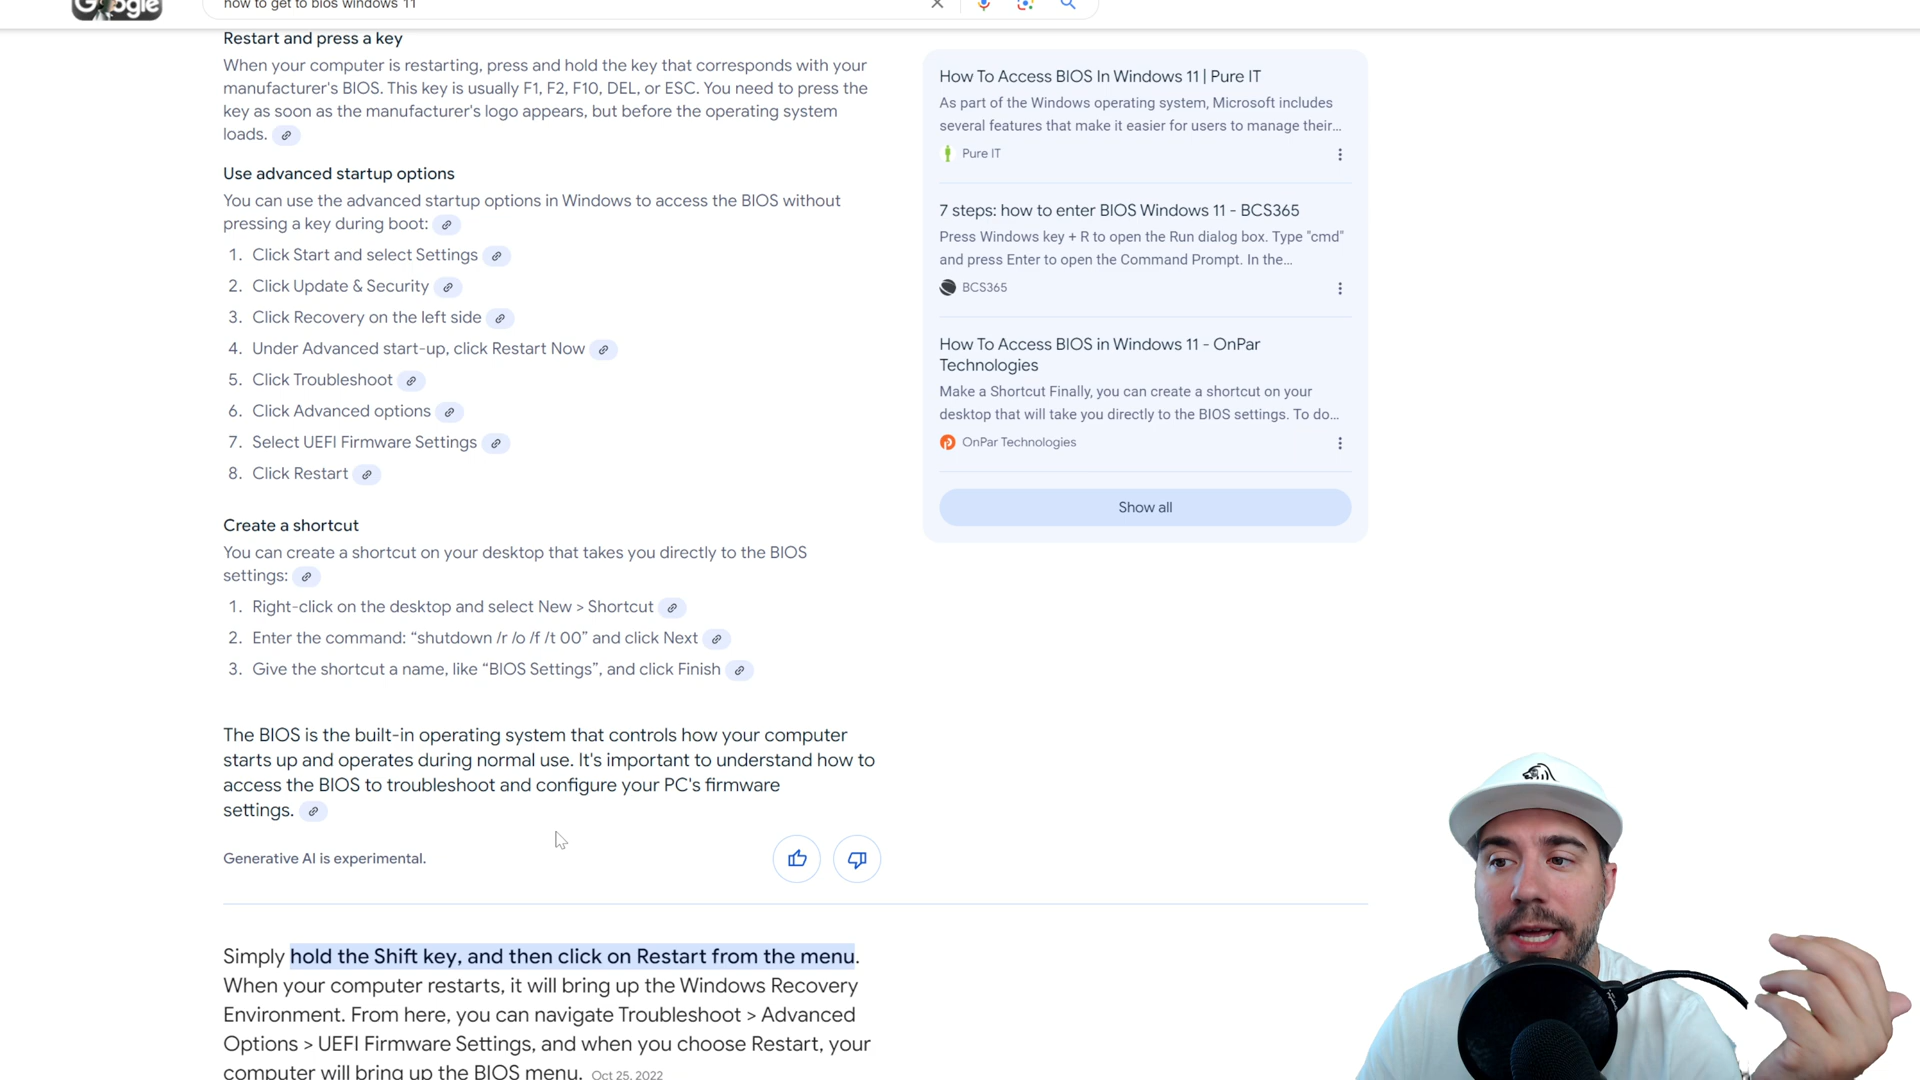 Google
how to get to bios windows 11
Restart and press a key
When your computer is restarting, press and hold the key that corresponds with your
manufacturer's BIOS. This key is usually F1, F2, F10, DEL, or ESC. You need to press the
key as soon as the manufacturer's logo appears, but before the operating system
loads.
Use advanced startup options
You can use the advanced startup options in Windows to access the BIOS without
pressing a key during boot:
1. Click Start and select Settings
2. Click Update & Security
3. Click Recovery on the left side
4. Under Advanced start-up, click Restart Now
5. Click Troubleshoot
6. Click Advanced options
7. Select UEFI Firmware Settings
8. Click Restart
Create a shortcut
You can create a shortcut on your desktop that takes you directly to the BIOS
settings:
1. Right-click on the desktop and select New > Shortcut
2. Enter the command: “shutdown /r /o /f /t 00” and click Next
3. Give the shortcut a name, like “BIOS Settings”, and click Finish
The BIOS is the built-in operating system that controls how your computer
starts up and operates during normal use. It's important to understand how to
access the BIOS to troubleshoot and configure your PC's firmware
settings.
Generative AI is experimental.
Simply hold the Shift key, and then click on Restart from the menu.
When your computer restarts, it will bring up the Windows Recovery
Environment. From here, you can navigate Troubleshoot > Advanced
Options > UEFI Firmware Settings, and when you choose Restart, your
computer will bring up the BIOS menu. Oct 25, 2022
How To Access BIOS In Windows 11 | Pure IT
As part of the Windows operating system, Microsoft includes
several features that make it easier for users to manage their...
Pure IT
7 steps: how to enter BIOS Windows 11 - BCS365
Press Windows key + R to open the Run dialog box. Type "cmd"
and press Enter to open the Command Prompt. In the...
BCS365
How To Access BIOS in Windows 11 - OnPar
Technologies
Make a Shortcut Finally, you can create a shortcut on your
desktop that will take you directly to the BIOS settings. To do...
OnPar Technologies
Show all